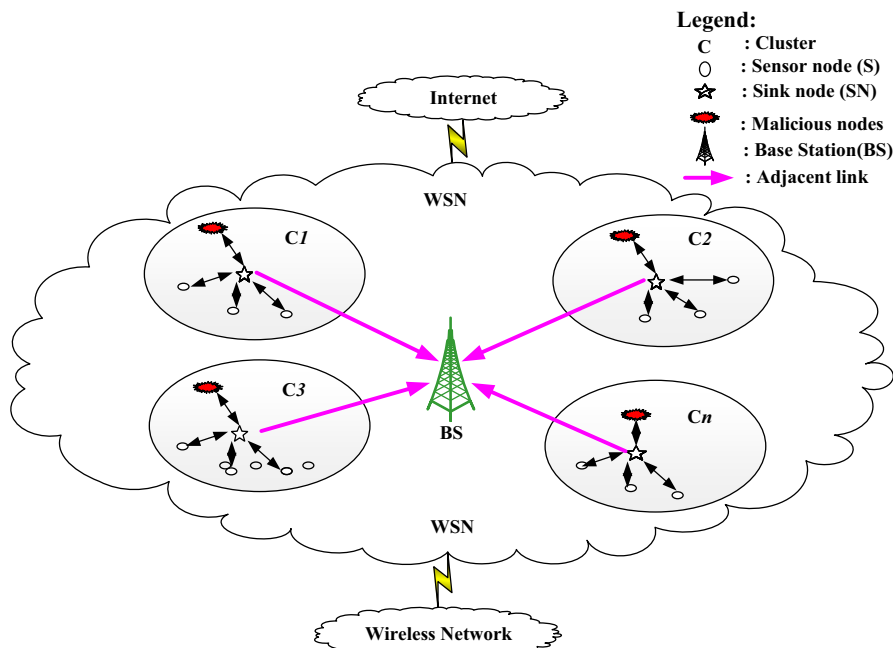 Legend:
C : Cluster
: Sensor node (S)
: Sink node (SN)
: Malicious nodes
: Base Station(BS)
: Adjacent link
Internet
WSN
C1
C2
C3
Cn
BS
WSN
Wireless Network